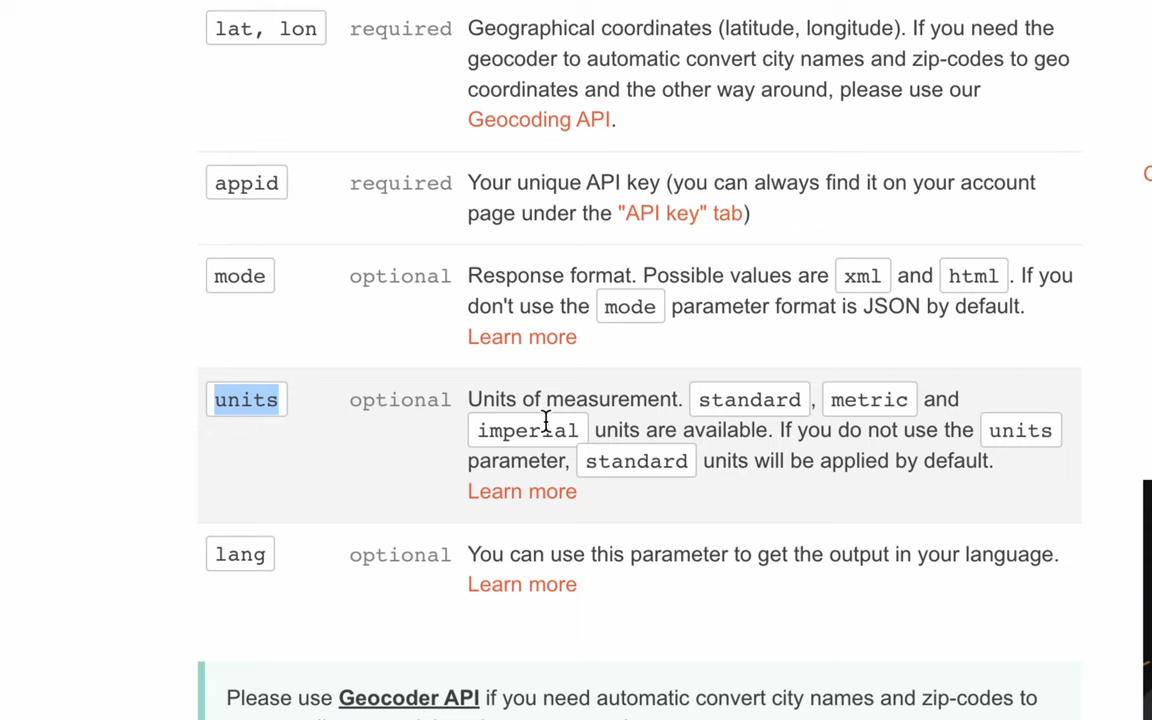 lat, lon required Geographical coordinates (latitude, longitude). If you need the
geocoder to automatic convert city names and zip-codes to geo
coordinates and the other way around, please use our
Geocoding API.
appid required Your unique API key (you can always find it on your account
page under the "API key" tab)
mode optional Response format. Possible values are xml and html . If you
don't use the mode parameter format is JSON by default.
Learn more
units optional Units of measurement. standard , metric and
imperial units are available. If you do not use the units
parameter, standard units will be applied by default.
Learn more
lang optional You can use this parameter to get the output in your language.
Learn more
Please use Geocoder API if you need automatic convert city names and zip-codes to